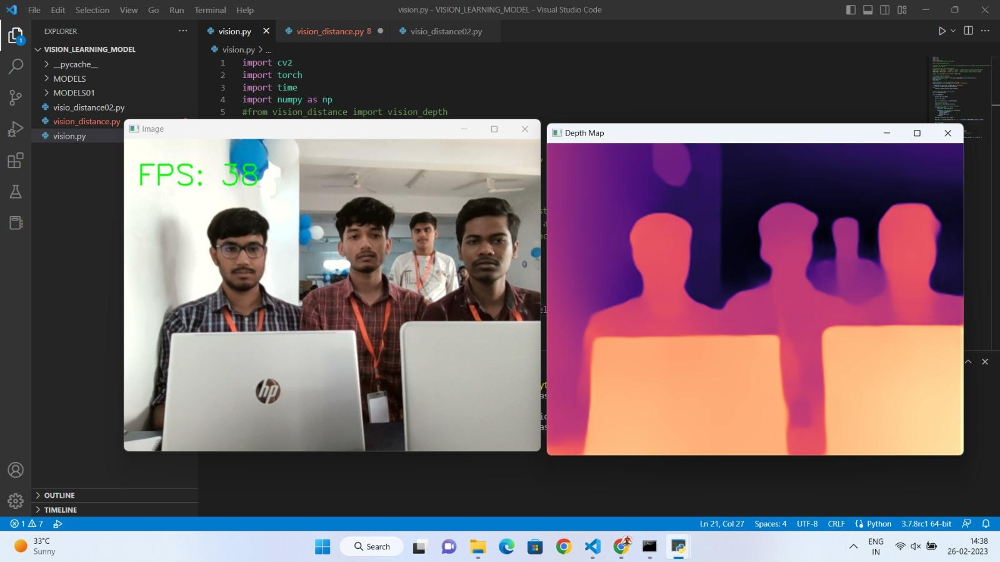 File Edit Selection View Go Run Terminal Help
vision.py - VISION_LEARNING_MODEL - Visual Studio Code
EXPLORER
1
VISION_LEARNING_MODEL
__pycache__
MODELS
MODELS01
visio_distance02.py
vision_distance.py
vision.py
vision.py
vision_distance.py 8
visio_distance02.py
vision.py > ...
1 import cv2
2 import torch
3 import time
4 import numpy as np
5 #from vision_distance import vision_depth
Image
FPS: 38
hp
Depth Map
OUTLINE
TIMELINE
1 7
Ln 21, Col 27 Spaces: 4 UTF-8 CRLF Python 3.7.8rc1 64-bit
33°C
Sunny
Search
ENG
IN
14:38
26-02-2023